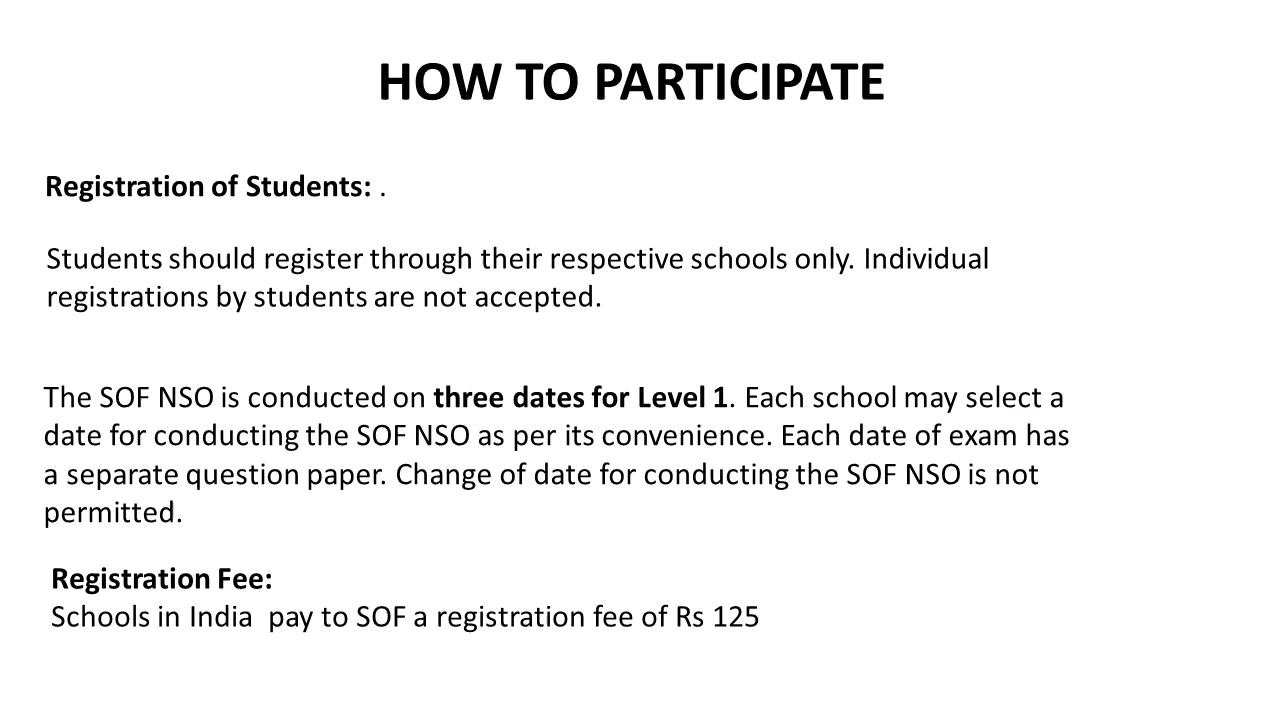 HOW TO PARTICIPATE
Registration of Students: .
Students should register through their respective schools only. Individual
registrations by students are not accepted.
The SOF NSO is conducted on three dates for Level 1. Each school may select a
date for conducting the SOF NSO as per its convenience. Each date of exam has
a separate question paper. Change of date for conducting the SOF NSO is not
permitted.
Registration Fee:
Schools in India  pay to SOF a registration fee of Rs 125